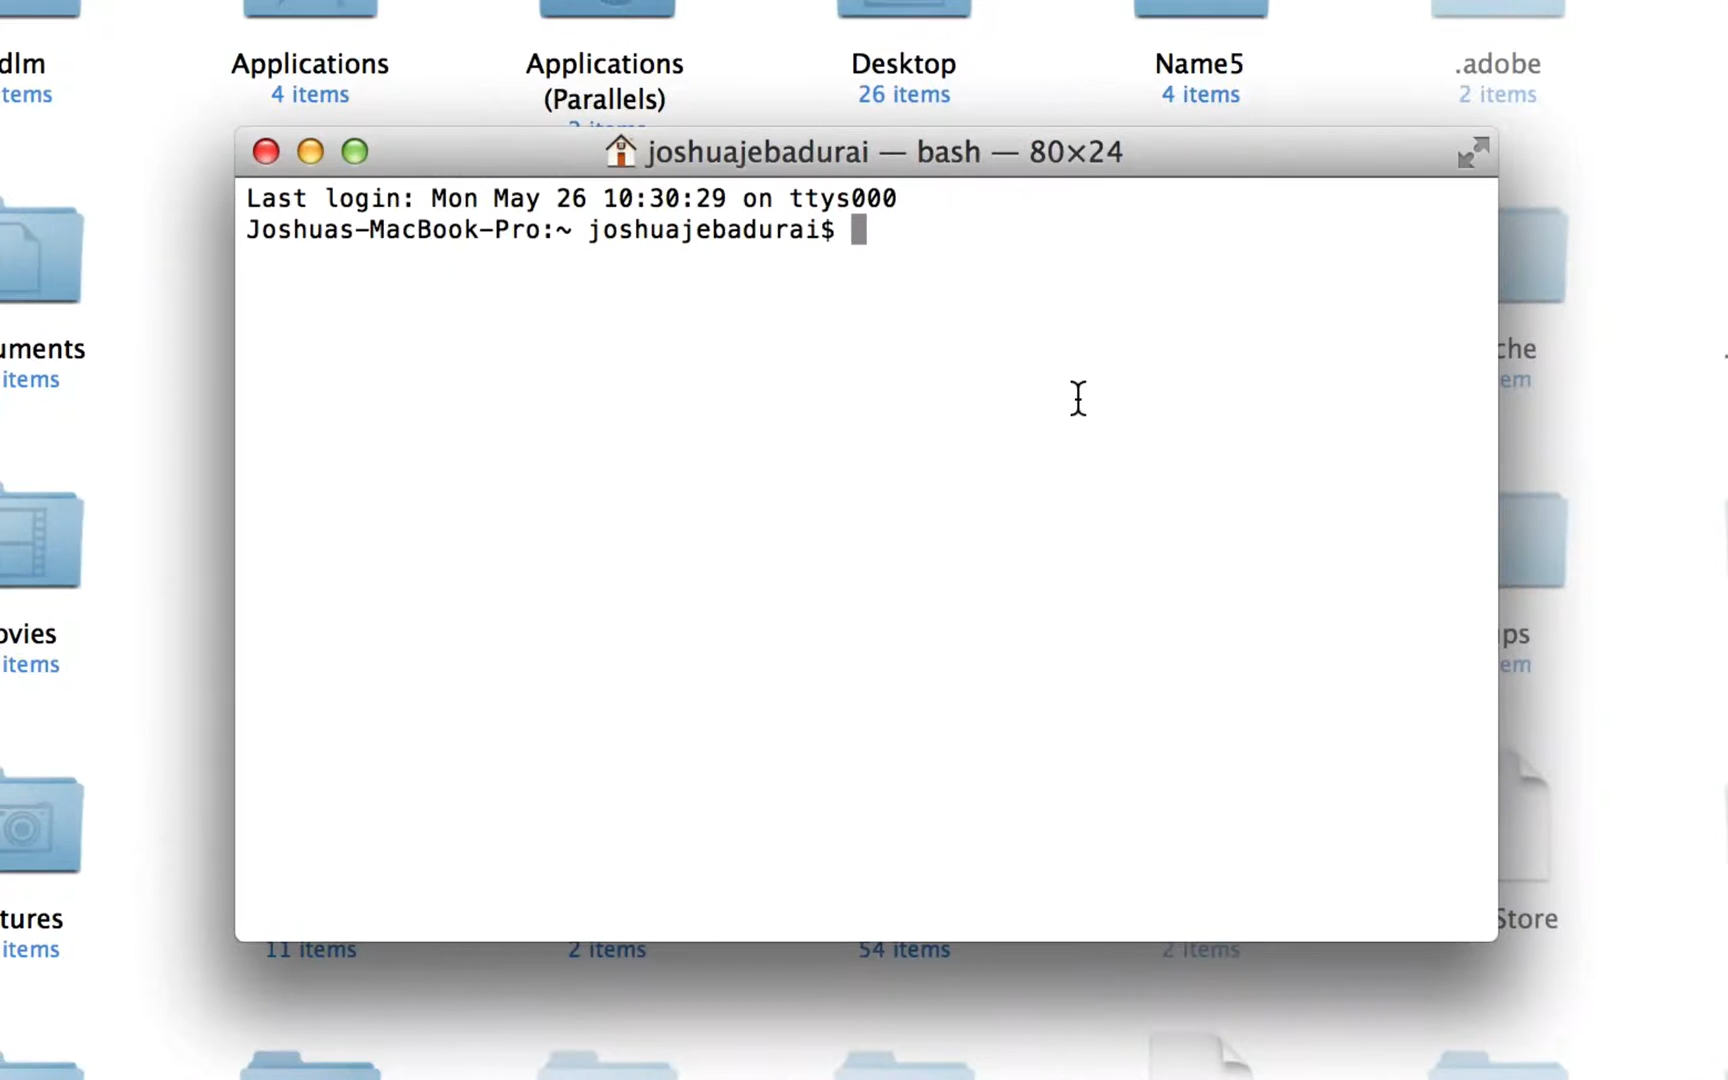 dlm
tems
Applications
4 items
Applications
(Parallels)
Desktop
26 items
Name5
4 items
.adobe
2 items
joshuajebadurai — bash — 80×24
Last login: Mon May 26 10:30:29 on ttys000
Joshuas-MacBook-Pro:~ joshuajebadurai$
uments
items
che
em
ovies
items
ps
em
tures
items
Store
11 items
2 items
54 items
2 items